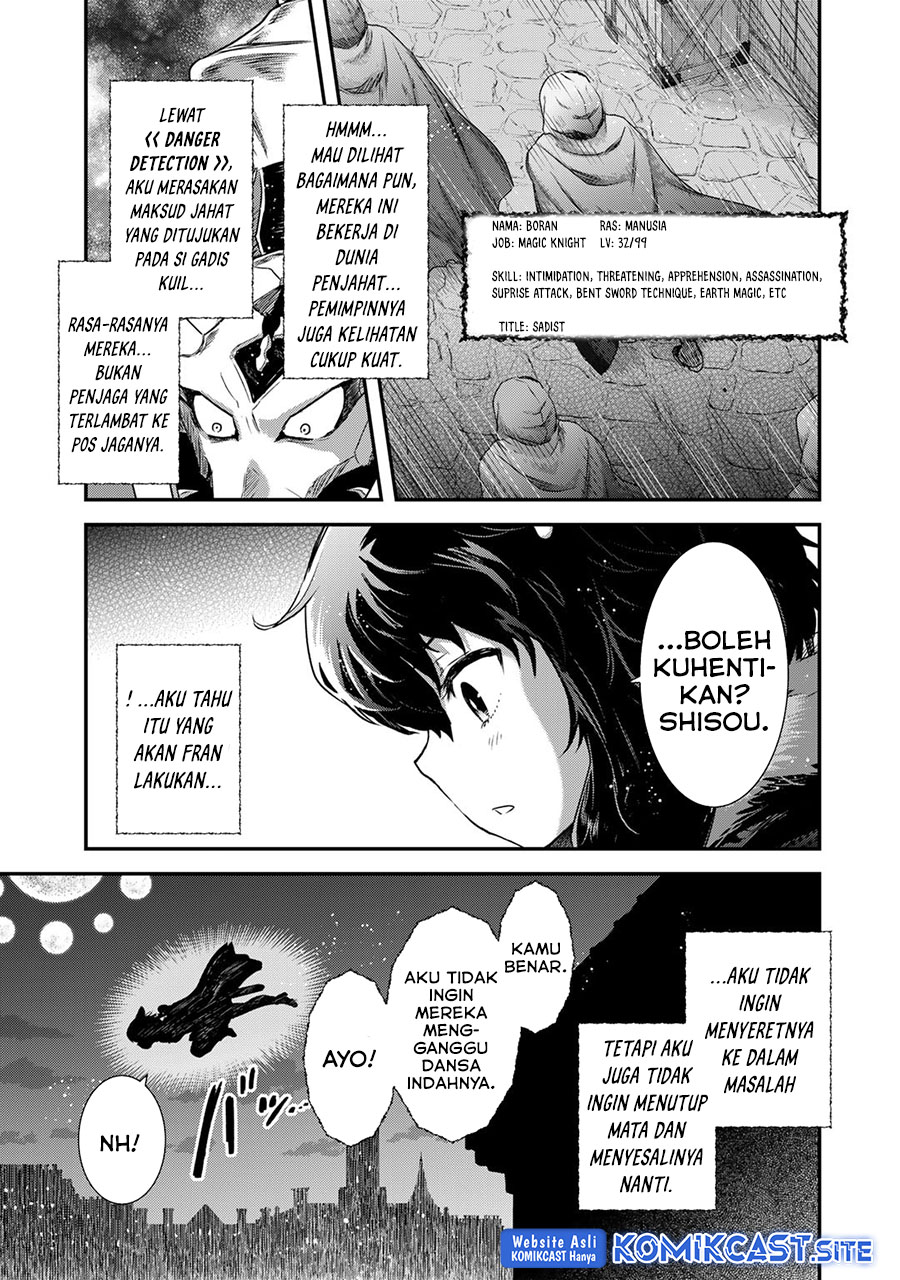 HMMM...
MAU DILIHAT
BAGAIMANA PUN,
MEREKA INI
BEKERJA DI
DUNIA
PENJAHAT...
PEMIMPINNYA
JUGA KELIHATAN
CUKUP KUAT.
NAMA: BORAN RAS: MANUSIA
JOB: MAGIC KNIGHT LV: 32/99
SKILL: INTIMIDATION, THREATENING, APPREHENSION, ASSASSINATION,
SUPRISE ATTACK, BENT SWORD TECHNIQUE, EARTH MAGIC, ETC
TITLE: SADIST
LEWAT
<< DANGER
DETECTION >>,
AKU MERASAKAN
MAKSUD JAHAT
YANG DITUJUKAN
PADA SI GADIS
KUIL...
RASA-RASANYA
MEREKA...
BUKAN
PENJAGA YANG
TERLAMBAT KE
POS JAGANYA.
...BOLEH
KUHENTI-
KAN?
SHISOU.
! ...AKU TAHU
ITU YANG
AKAN FRAN
LAKUKAN...
...AKU TIDAK
INGIN
MENYERETNYA
KE DALAM
MASALAH
TETAPI AKU
JUGA TIDAK
INGIN MENUTUP
MATA DAN
MENYESALINYA
NANTI.
KAMU
BENAR.
AKU TIDAK
INGIN
MEREKA
MENG-
GANGGU
DANSA
INDAHNYA.
AYO!
バッ
NH!
Website Asli
KOMIKCAST Hanya
KOMIKCAST.SITE